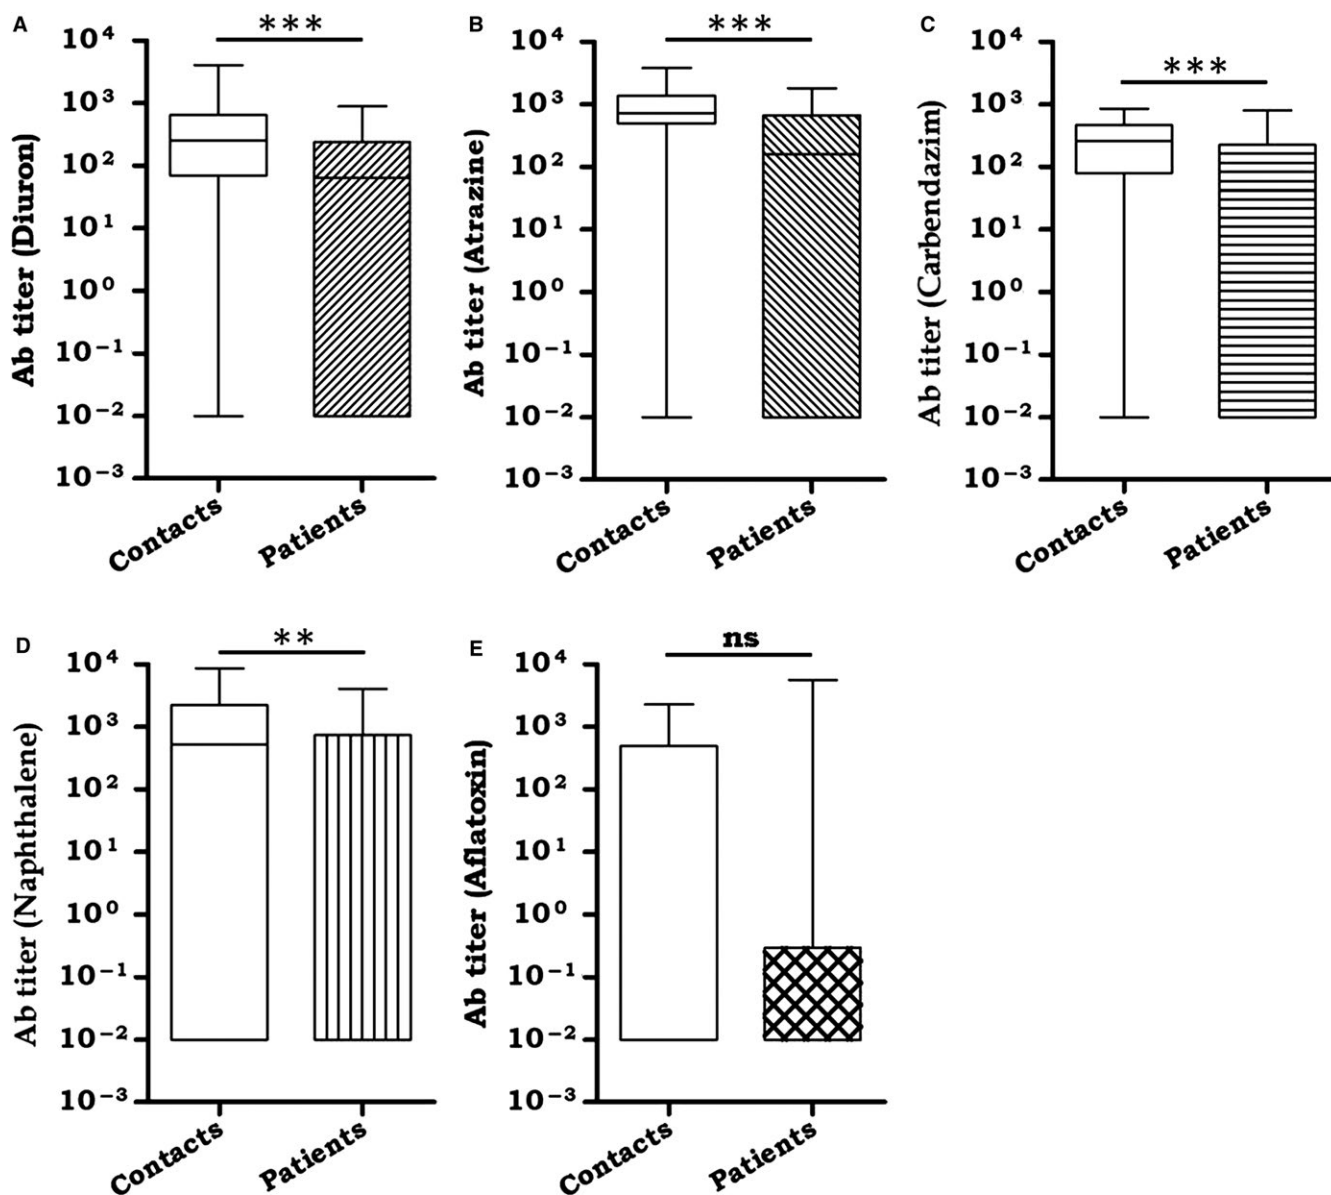 A
***
Ab titer (Diuron)
10⁴
10³
10²
10¹
10⁰
10⁻¹
10⁻²
10⁻³
Contacts
Patients
B
***
Ab titer (Atrazine)
10⁴
10³
10²
10¹
10⁰
10⁻¹
10⁻²
10⁻³
Contacts
Patients
C
***
Ab titer (Carbendazim)
10⁴
10³
10²
10¹
10⁰
10⁻¹
10⁻²
10⁻³
Contacts
Patients
D
**
Ab titer (Naphthalene)
10⁴
10³
10²
10¹
10⁰
10⁻¹
10⁻²
10⁻³
Contacts
Patients
E
ns
Ab titer (Aflatoxin)
10⁴
10³
10²
10¹
10⁰
10⁻¹
10⁻²
10⁻³
Contacts
Patients